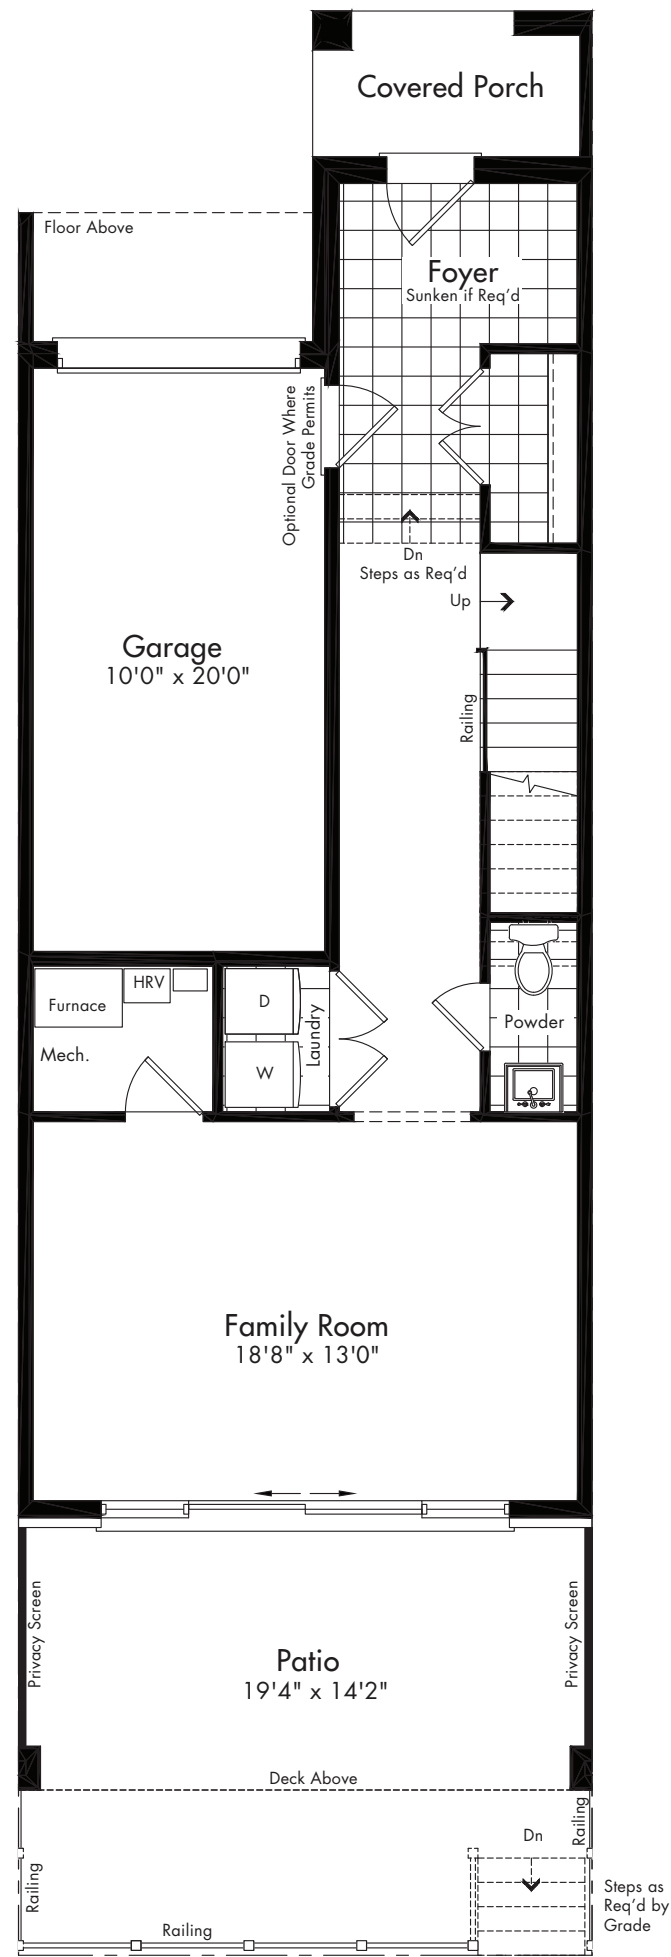 Covered Porch
Floor Above
Foyer
Sunken if Req'd
Optional Door Where
Grade Permits
Dn
Steps as Req'd
Up
Garage
10'0" x 20'0"
Railing
HRV
Furnace
D
Laundry
Powder
Mech.
W
Family Room
18'8" x 13'0"
Privacy Screen
Privacy Screen
Patio
19'4" x 14'2"
Deck Above
Railing
Dn
Railing
Steps as
Req'd by
Grade
Railing